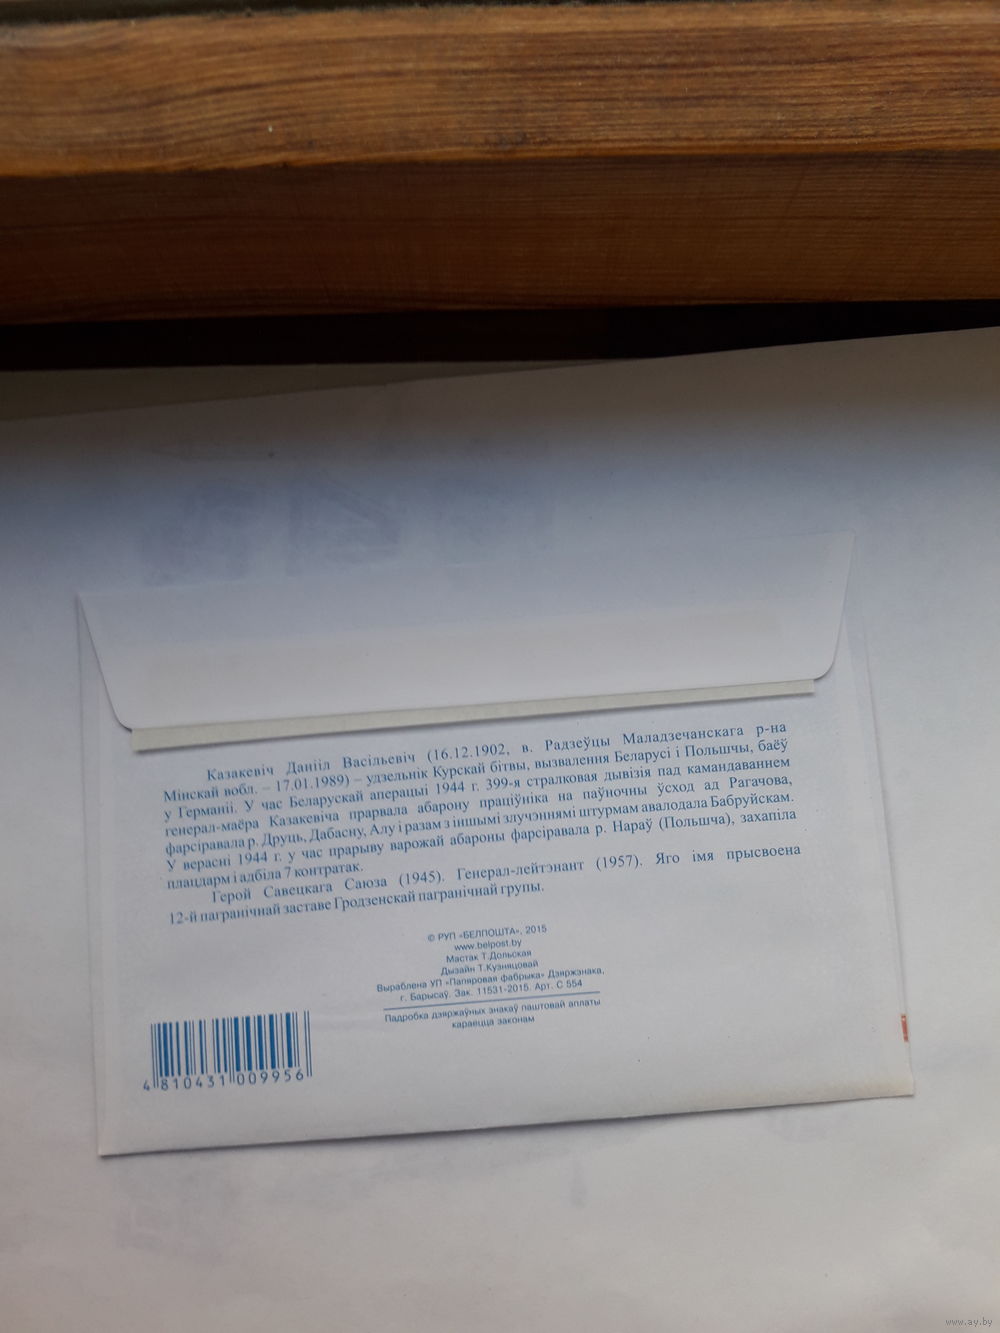 Казакевіч Данііл Васільевіч (16.12.1902, в. Радзеўцы Маладзечанскага р-на
Мінскай вобл. – 17.01.1989) – удзельнік Курскай бітвы, вызвалення Беларусі і Польшчы, баёў
у Германіі. У час Беларускай аперацыі 1944 г. 399-я стралковая дывізія пад камандаваннем
генерал-маёра Казакевіча прарвала абарону праціўніка на паўночны ўсход ад Рагачова,
фарсіравала р. Друць, Дабасну, Алу і разам з іншымі злучэннямі штурмам авалодала Бабруйскам.
У верасні 1944 г. у час прарыву варожай абароны фарсіравала р. Нараў (Польшча), захапіла
плацдарм і адбіла 7 контратак.
Герой Савецкага Саюза (1945). Генерал-лейтэнант (1957). Яго імя прысвоена
12-й пагранічнай заставе Гродзенскай пагранічнай групы.
© РУП «БЕЛПОШТА», 2015
www.belpost.by
Мастак Т.Дольская
Дызайн Т.Кузняцовай
Выраблена УП «Папяровая фабрыка» Дзяржзнака,
г. Барысаў. Зак. 11531-2015. Арт. С 554
Падробка дзяржаўных знакаў паштовай аплаты
караецца законам
4 810431 009956
www.ay.by